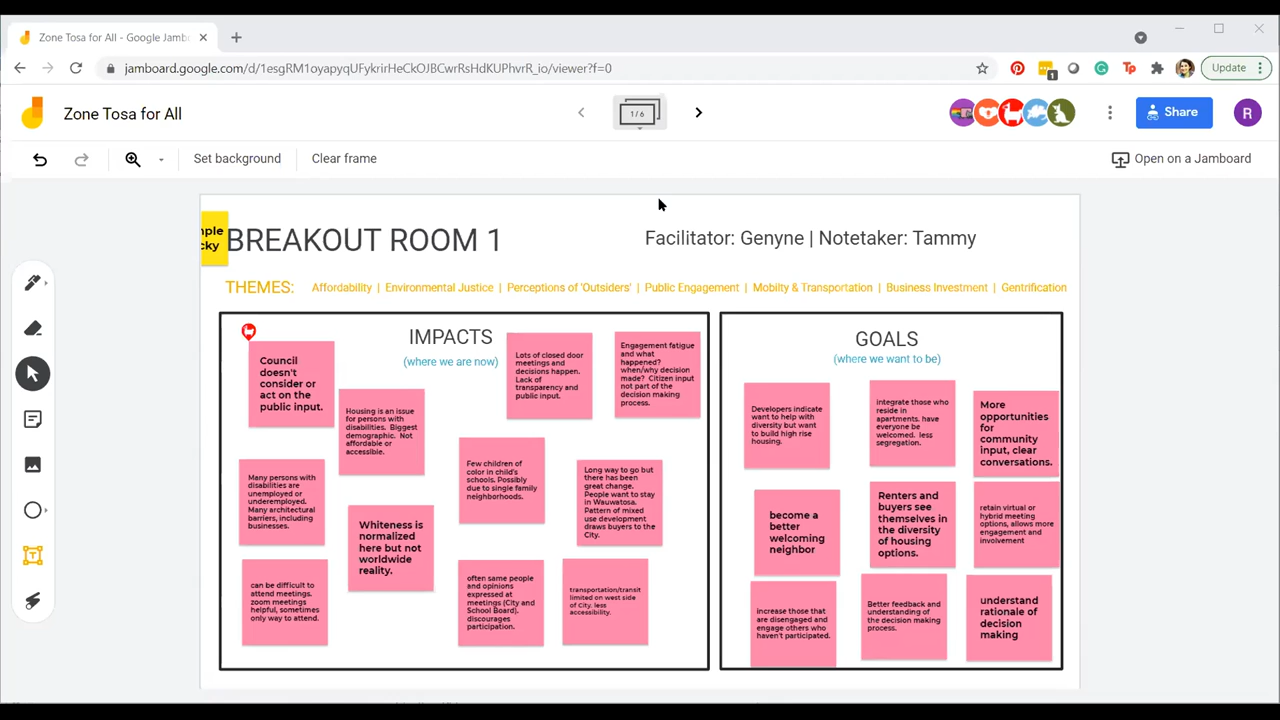 Zone Tosa for All - Google Jambo
jamboard.google.com/d/1esgRM1oyapyqUFykrirHeCkOJBCwrRsHdKUPhvrR_io/viewer?f=0
1
Update
Zone Tosa for All
1/6
Share
R
Set background
Clear frame
Open on a Jamboard
BREAKOUT ROOM 1
Facilitator: Genyne | Notetaker: Tammy
THEMES: Affordability | Environmental Justice | Perceptions of 'Outsiders' | Public Engagement | Mobilty & Transportation | Business Investment | Gentrification
IMPACTS
(where we are now)
Council
doesn't
consider or
act on the
public input.
Housing is an issue
for persons with
disabilities. Biggest
demographic. Not
affordable or
accessible.
Lots of closed door
meetings and
decisions happen.
Lack of
transparency and
public input.
Engagement fatigue
and what
happened?
when/why decision
made? Citizen input
not part of the
decision making
process.
Many persons with
disabilities are
unemployed or
underemployed.
Many architectural
barriers, including
businesses.
Whiteness is
normalized
here but not
worldwide
reality.
Few children of
color in child's
schools. Possibly
due to single family
neighborhoods.
Long way to go but
there has been
great change.
People want to stay
in Wauwatosa.
Pattern of mixed
use development
draws buyers to the
City.
can be difficult to
attend meetings.
zoom meetings
helpful, sometimes
only way to attend.
often same people
and opinions
expressed at
meetings (City and
School Board).
discourages
participation.
transportation/transit
limited on west side
of City. less
accessibility.
GOALS
(where we want to be)
Developers indicate
want to help with
diversity but want
to build high rise
housing.
integrate those who
reside in
apartments. have
everyone be
welcomed. less
segregation.
More
opportunities
for
community
input, clear
conversations.
become a
better
welcoming
neighbor
Renters and
buyers see
themselves in
the diversity
of housing
options.
retain virtual or
hybrid meeting
options, allows more
engagement and
involvement
increase those that
are disengaged and
engage others who
haven't participated.
Better feedback and
understanding of
the decision making
process.
understand
rationale of
decision
making